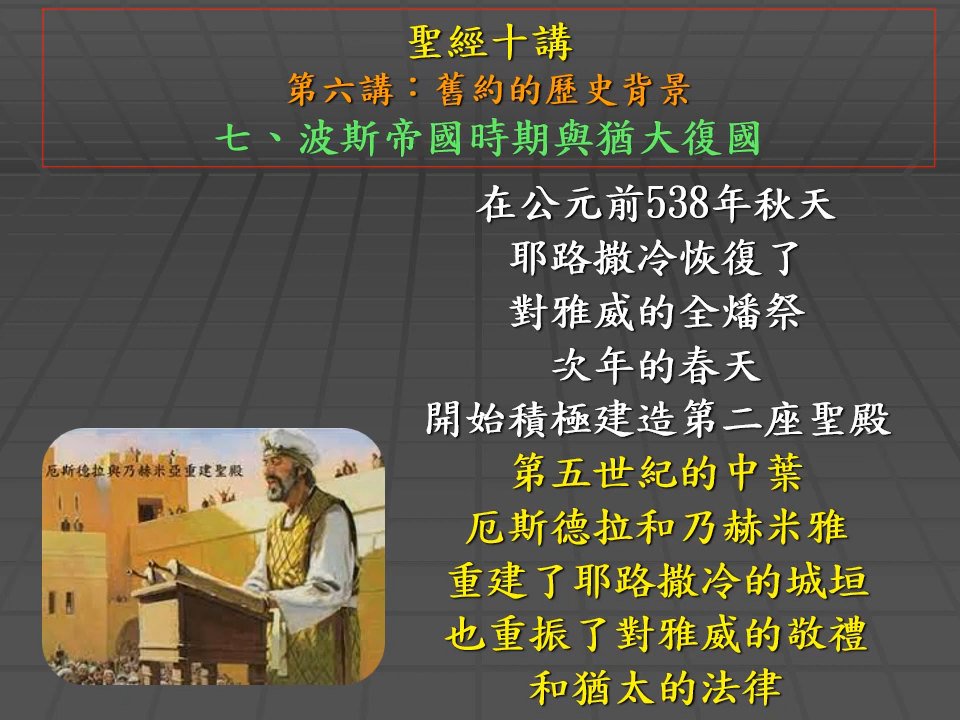 聖經十講
第六講：舊約的歷史背景
七、波斯帝國時期與猶大復國
在公元前538年秋天
耶路撒冷恢復了
對雅威的全燔祭
次年的春天
開始積極建造第二座聖殿
厄斯德拉與乃赫米亞重建聖殿
第五世紀的中葉
厄斯德拉和乃赫米雅
重建了耶路撒冷的城垣
也重振了對雅威的敬禮
和猶太的法律